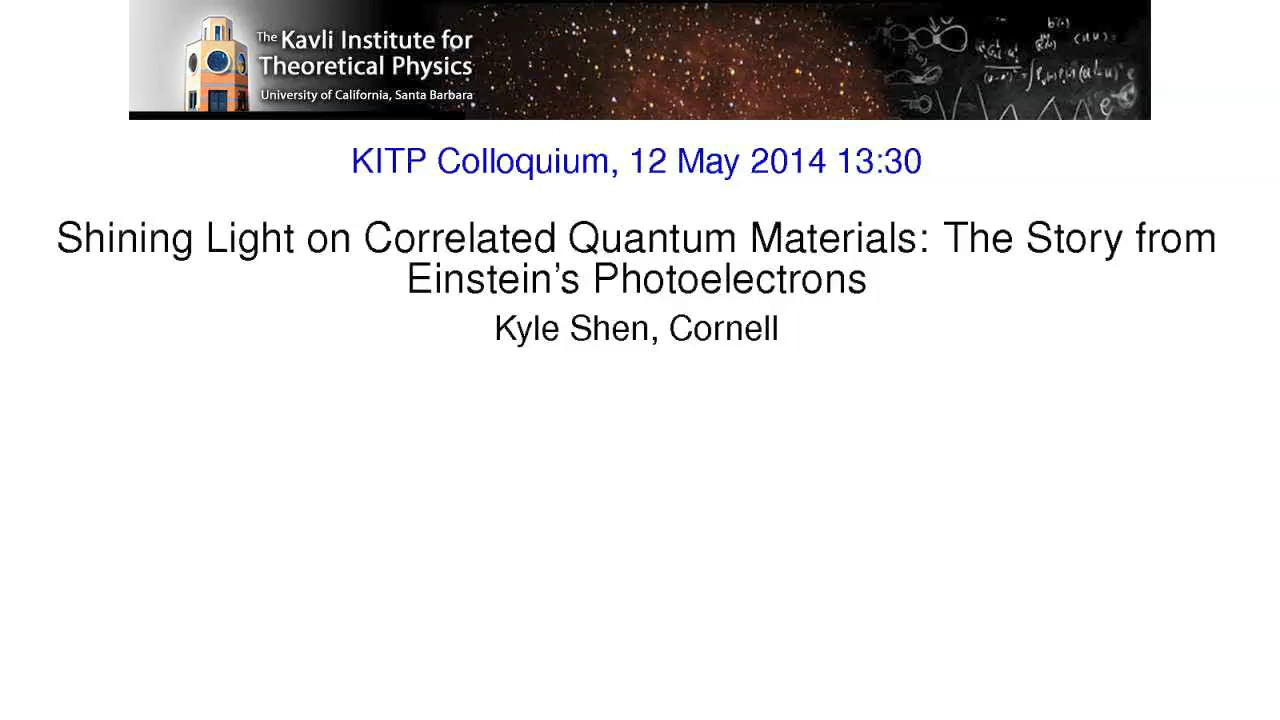 The Kavli Institute for
Theoretical Physics
University of California, Santa Barbara
KITP Colloquium, 12 May 2014 13:30
Shining Light on Correlated Quantum Materials: The Story from
Einstein's Photoelectrons
Kyle Shen, Cornell